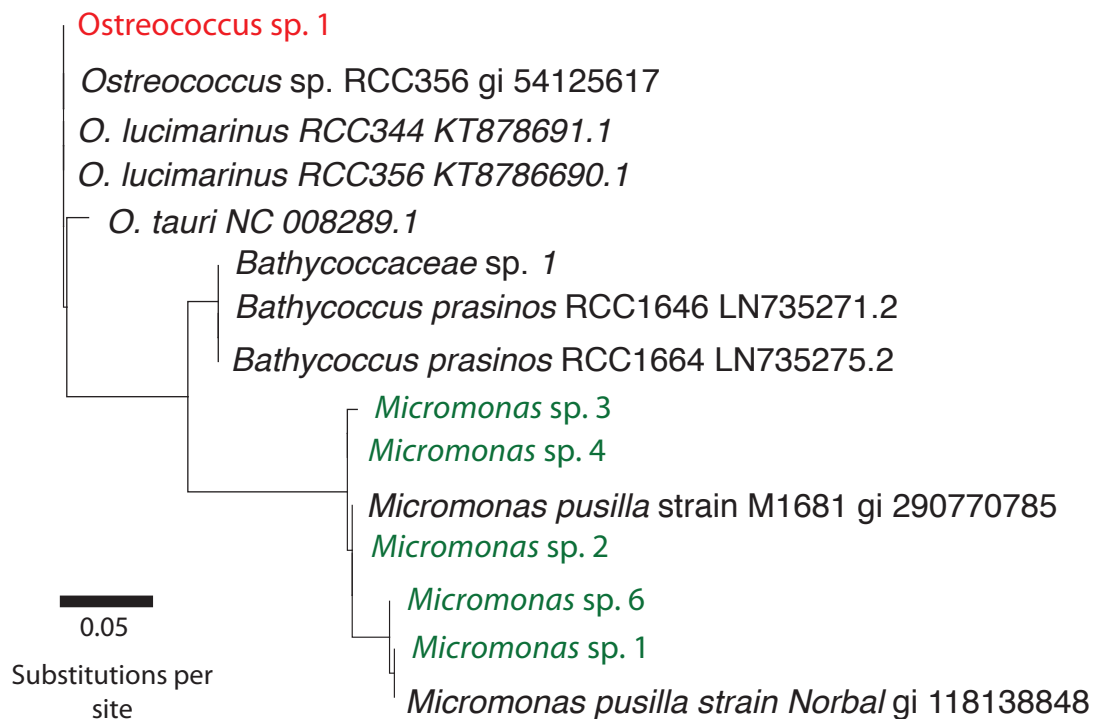 Ostreococcus sp. 1
Ostreococcus sp. RCC356 gi 54125617
O. lucimarinus RCC344 KT878691.1
O. lucimarinus RCC356 KT8786690.1
O. tauri NC 008289.1
Bathycoccaceae sp. 1
Bathycoccus prasinos RCC1646 LN735271.2
Bathycoccus prasinos RCC1664 LN735275.2
Micromonas sp. 3
Micromonas sp. 4
Micromonas pusilla strain M1681 gi 290770785
Micromonas sp. 2
Micromonas sp. 6
Micromonas sp. 1
Micromonas pusilla strain Norbal gi 118138848
0.05
Substitutions per
site